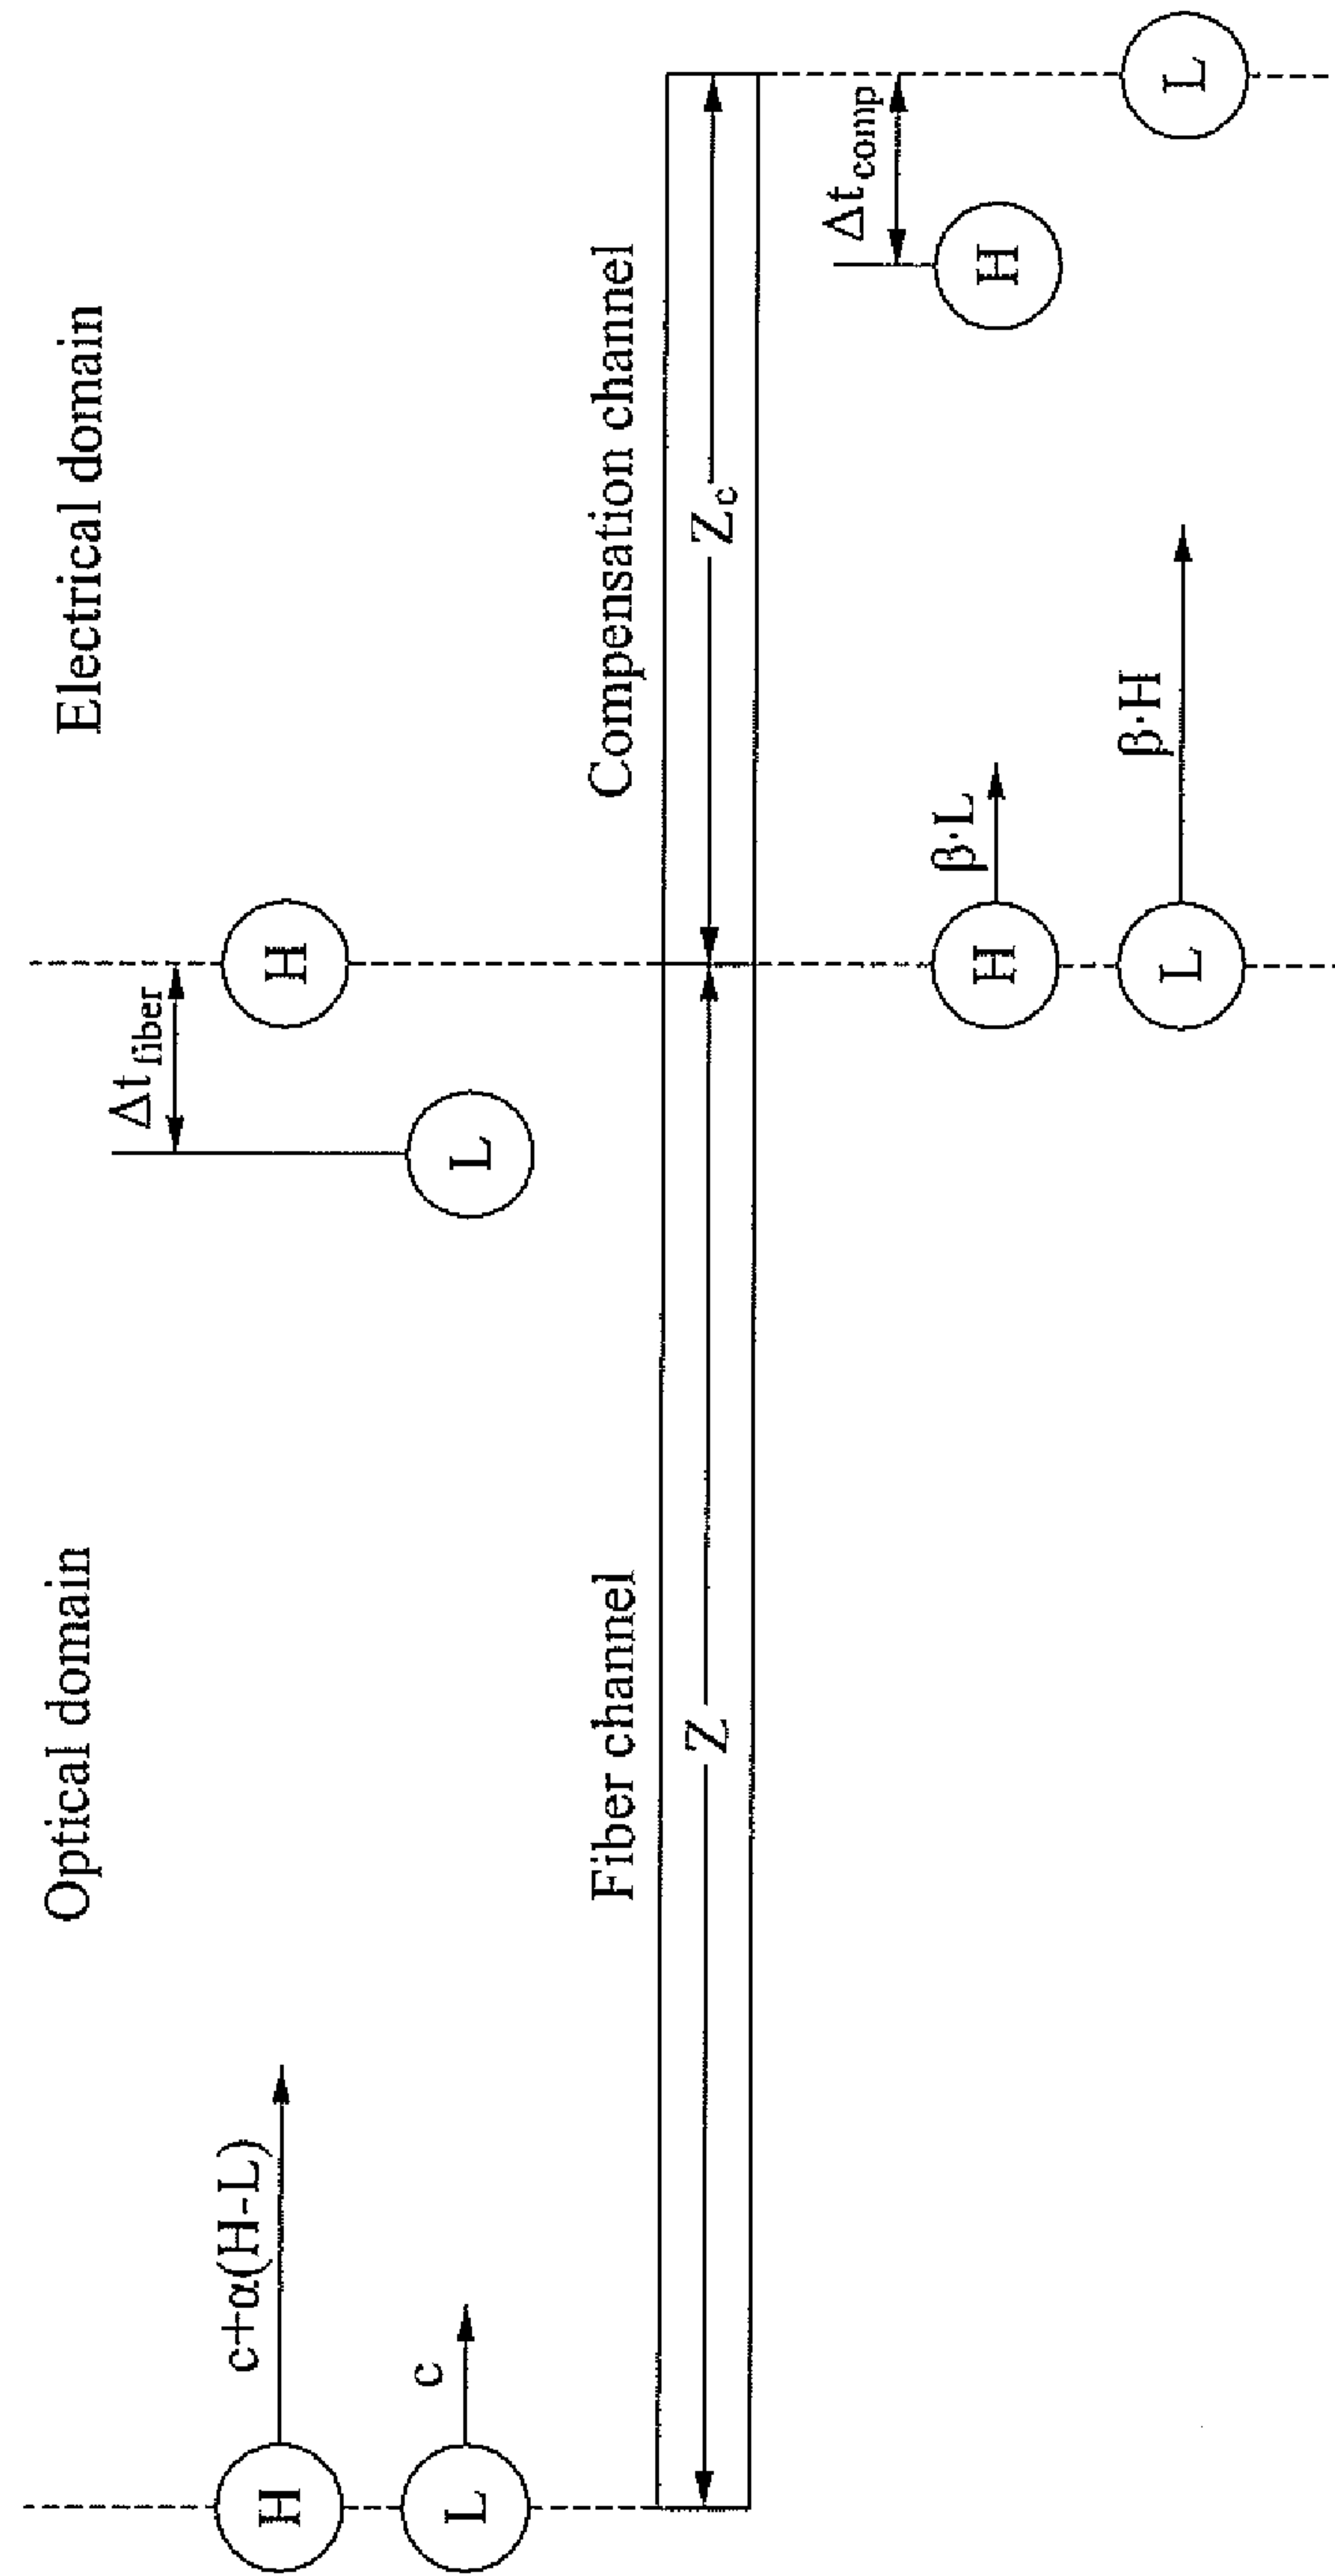 Optical domain
Electrical domain
Δt_fiber
c+α(H-L)
H
H
c
L
L
Fiber channel
Compensation channel
Z
Z_c
Δt_comp
β·L
H
H
β·H
L
L